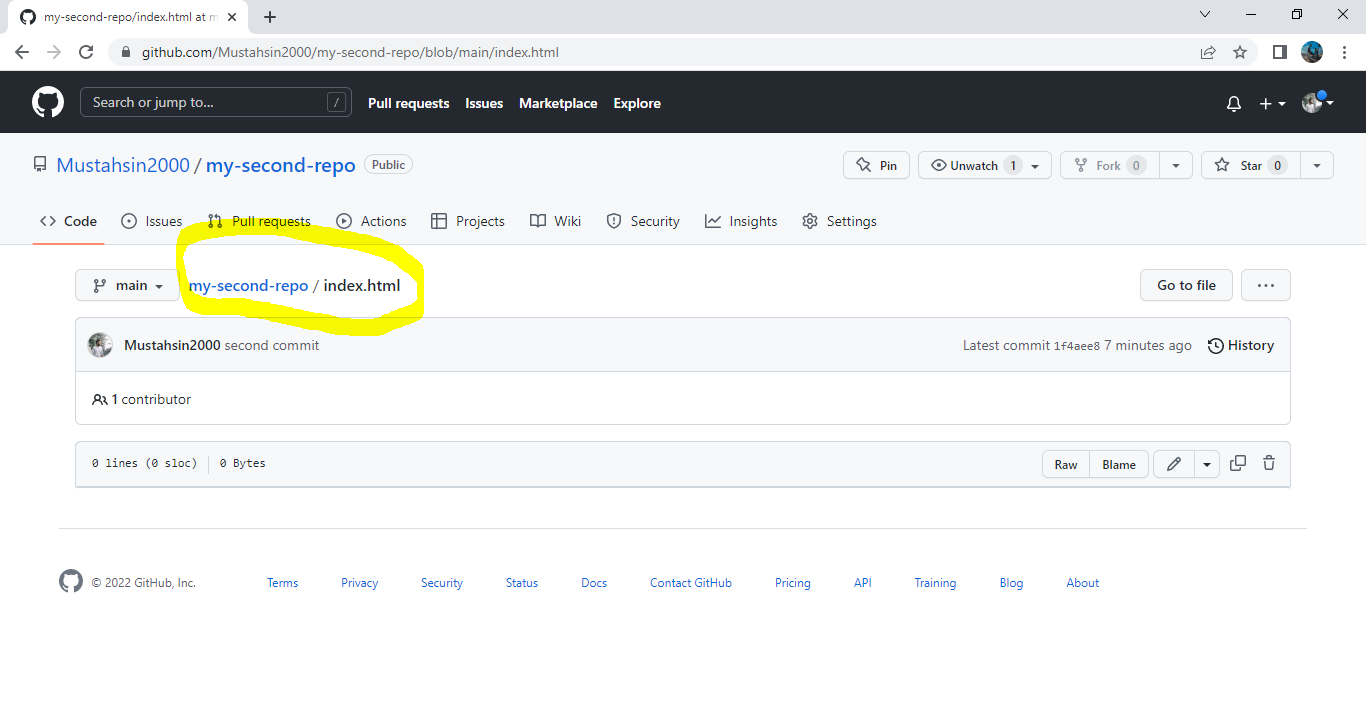 my-second-repo/index.html at m
github.com/Mustahsin2000/my-second-repo/blob/main/index.html
Search or jump to... / Pull requests Issues Marketplace Explore
Mustahsin2000 / my-second-repo Public Pin Unwatch 1 Fork 0 Star 0
Code Issues Pull requests Actions Projects Wiki Security Insights Settings
main my-second-repo / index.html Go to file ...
Mustahsin2000 second commit Latest commit 1f4aee8 7 minutes ago History
1 contributor
0 lines (0 sloc) 0 Bytes Raw Blame
© 2022 GitHub, Inc. Terms Privacy Security Status Docs Contact GitHub Pricing API Training Blog About